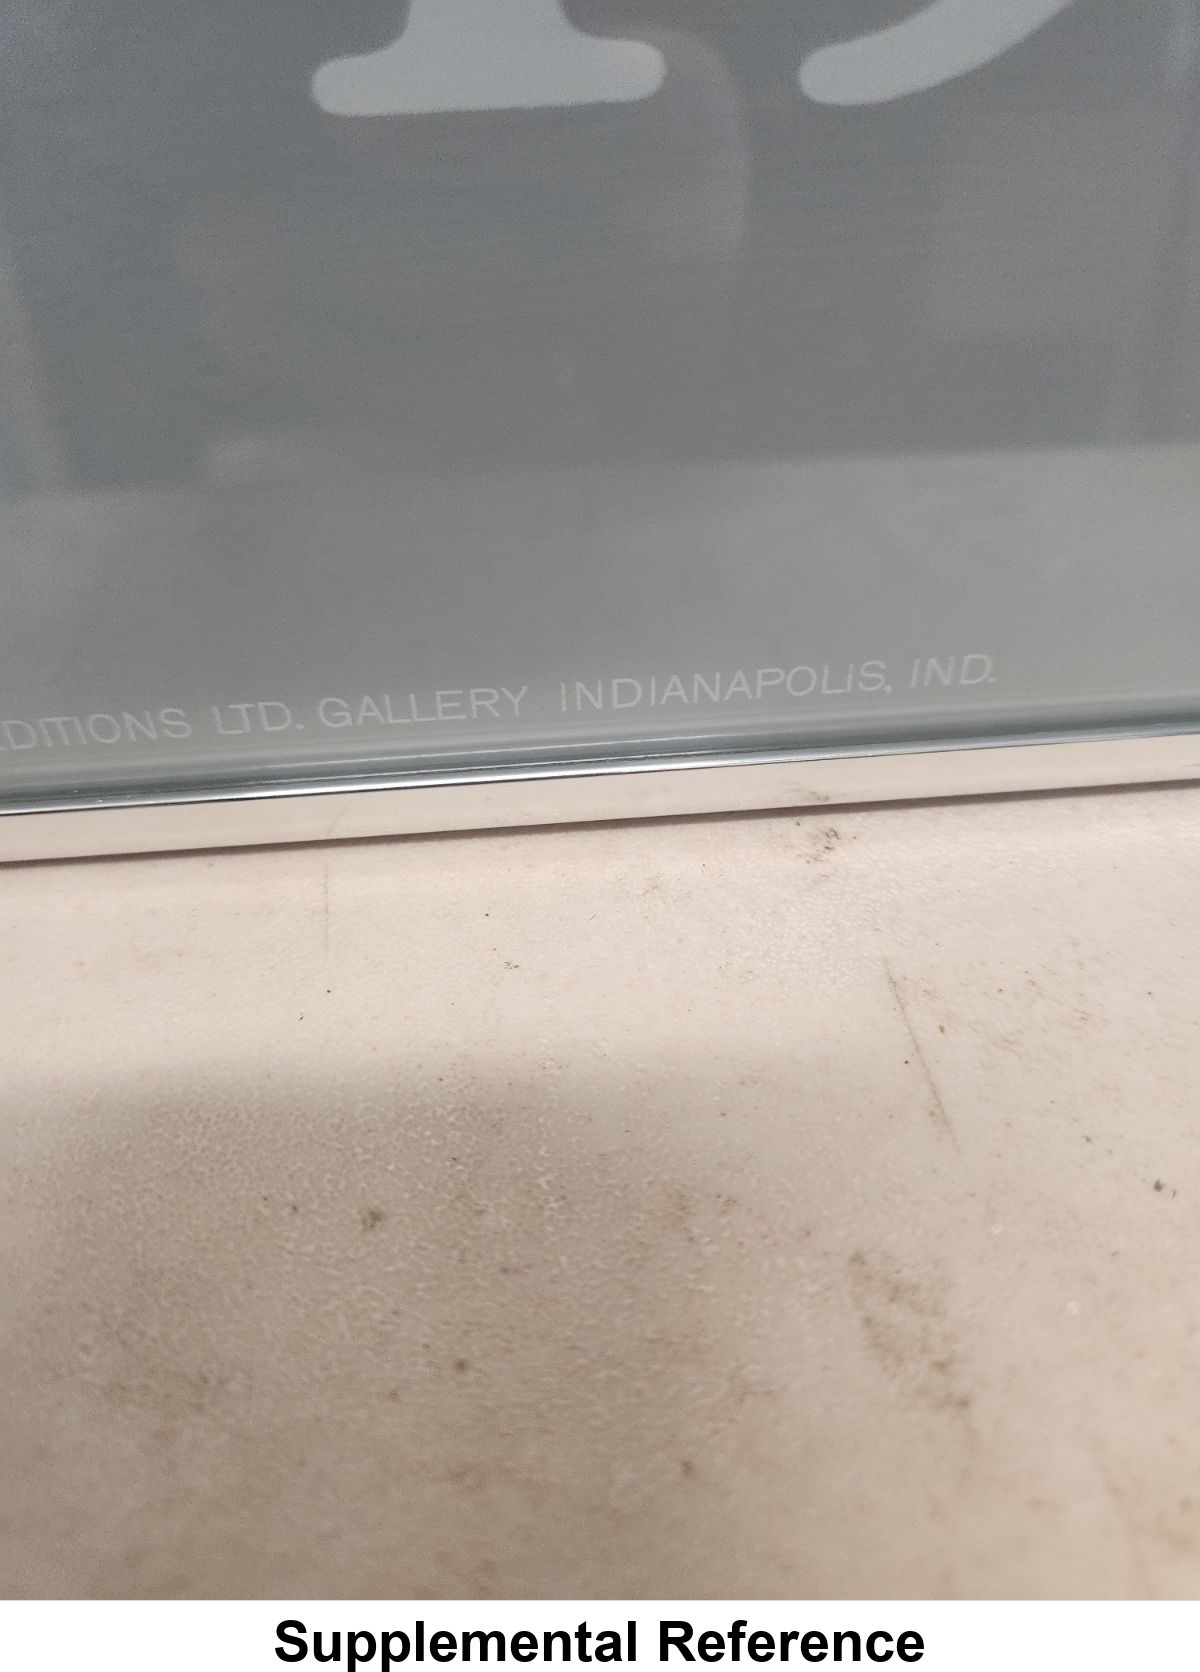 EDITIONS LTD. GALLERY INDIANAPOLIS, IND.
Supplemental Reference